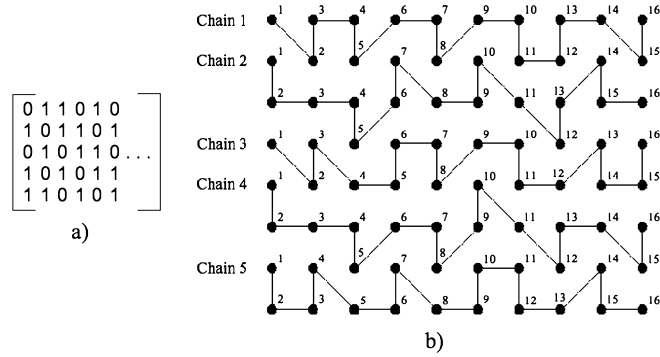 Chain 1 1 3 4 6 7 9 10 13 14 16
Chain 2 1 2 5 7 8 10 11 12 14 15
2 3 4 6 8 9 11 13 15 16
Chain 3 1 3 5 6 7 9 10 12 13 16
Chain 4 1 2 4 5 8 10 11 12 14 15
2 3 4 6 7 9 11 13 14 16
Chain 5 1 4 5 7 8 10 11 12 14 15
2 3 5 6 8 9 12 13 15 16
0 1 1 0 1 0
1 0 1 1 0 1
0 1 0 1 1 0 ...
1 0 1 0 1 1
1 1 0 1 0 1
a)
b)